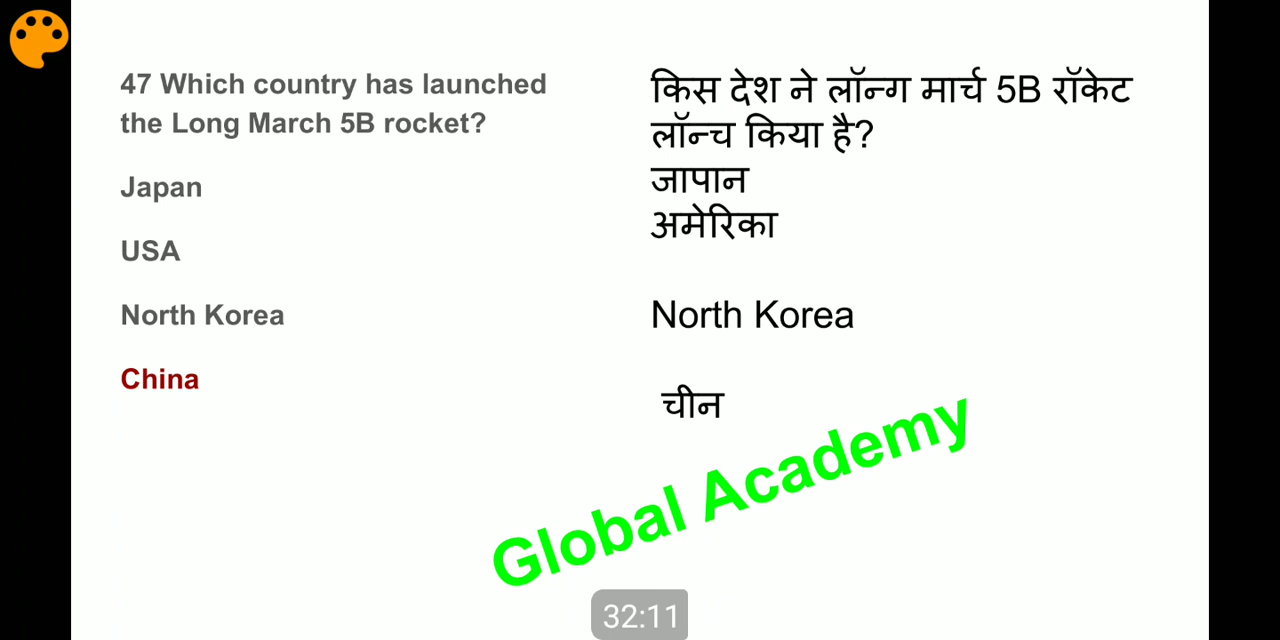 47 Which country has launched
the Long March 5B rocket?
Japan
USA
North Korea
China
किस देश ने लॉन्ग मार्च 5B रॉकेट
लॉन्च किया है?
जापान
अमेरिका
North Korea
चीन
Global Academy
32:11